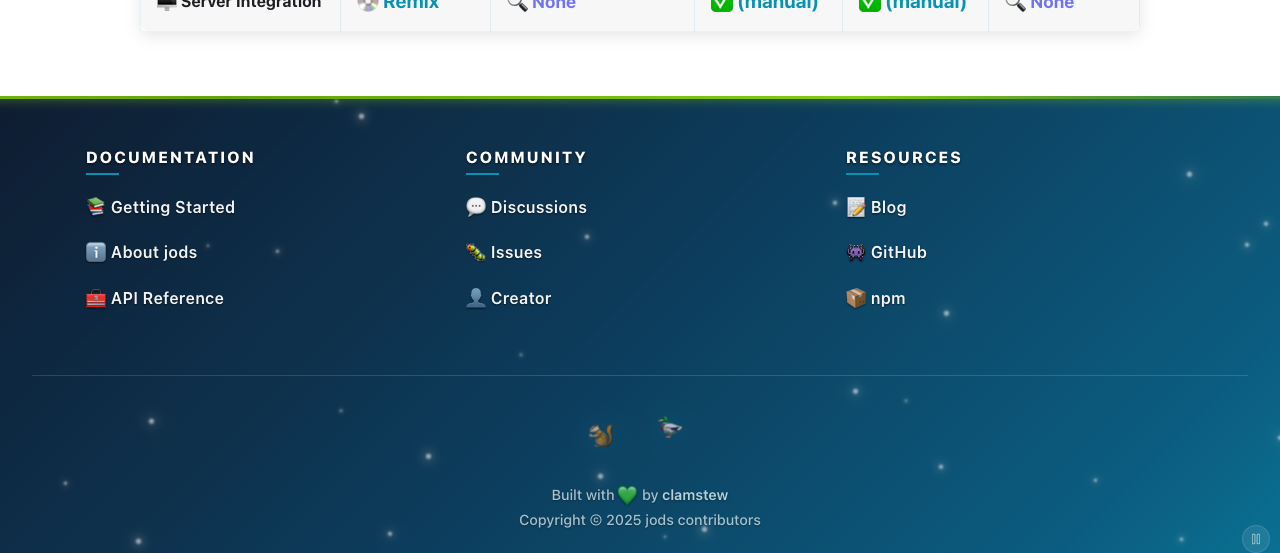 Server Integration Remix None (manual) (manual) None
DOCUMENTATION COMMUNITY RESOURCES
Getting Started Discussions Blog
About jods Issues GitHub
API Reference Creator npm
Built with 💚 by clamstew
Copyright © 2025 jods contributors